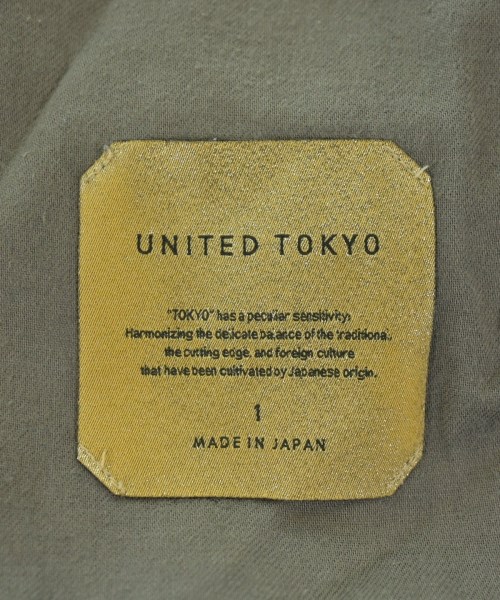 UNITED TOKYO
"TOKYO" has a peculiar sensitivity.
Harmonizing the delicate balance of the traditional,
the cutting edge, and foreign culture
that have been cultivated by Japanese origin.
1
MADE IN JAPAN